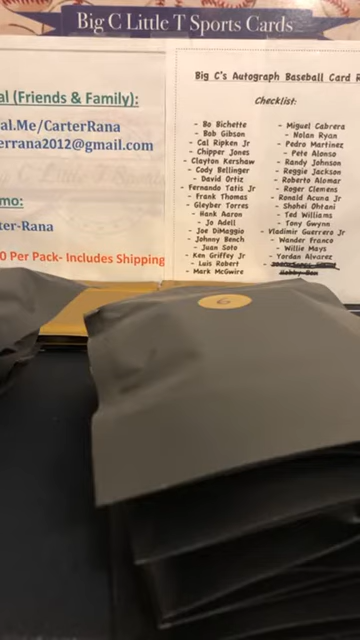 Big C Little T Sports Cards
al (Friends & Family):
al.Me/CarterRana
errana2012@gmail.com
mo:
ter-Rana
0 Per Pack- Includes Shipping
Big C's Autograph Baseball Card R
Checklist:
- Bo Bichette
- Bob Gibson
- Cal Ripken Jr
- Chipper Jones
- Clayton Kershaw
- Cody Bellinger
- David Ortiz
- Fernando Tatis Jr
- Frank Thomas
- Gleyber Torres
- Hank Aaron
- Jo Adell
- Joe DiMaggio
- Johnny Bench
- Juan Soto
- Ken Griffey Jr
- Luis Robert
- Mark McGwire
- Miguel Cabrera
- Nolan Ryan
- Pedro Martinez
- Pete Alonso
- Randy Johnson
- Reggie Jackson
- Roberto Alomar
- Roger Clemens
- Ronald Acuna Jr
- Shohei Ohtani
- Ted Williams
- Tony Gwynn
- Vladimir Guerrero Jr
- Wander Franco
- Willie Mays
- Yordan Alvarez
6